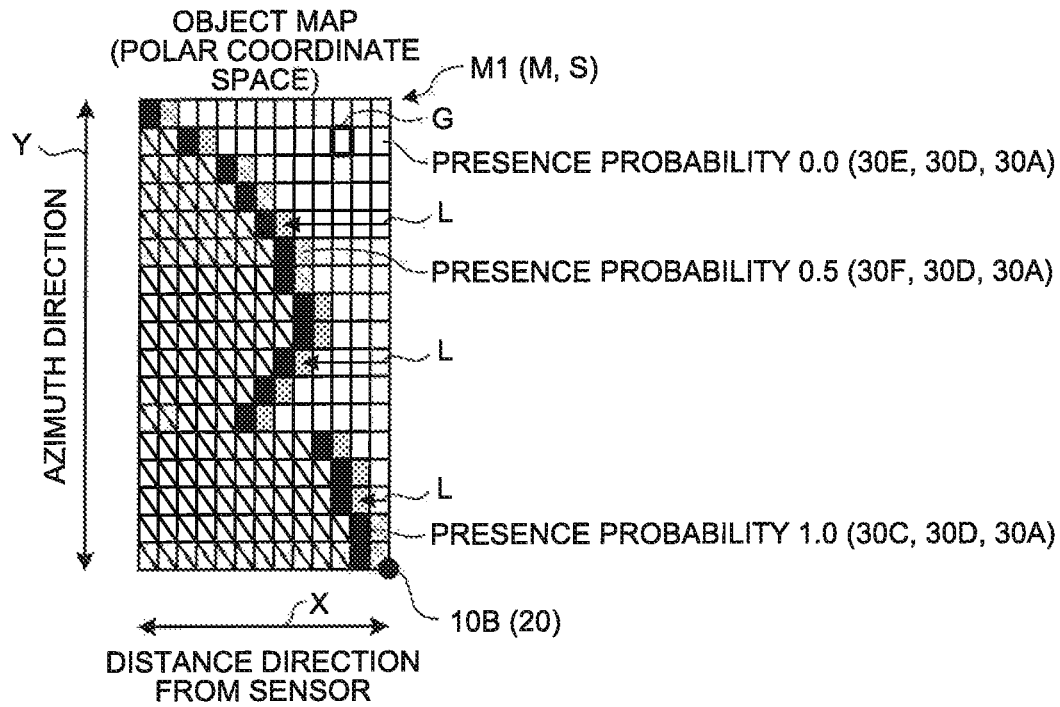 OBJECT MAP
(POLAR COORDINATE
SPACE)
M1 (M, S)
G
Y
PRESENCE PROBABILITY 0.0 (30E, 30D, 30A)
L
PRESENCE PROBABILITY 0.5 (30F, 30D, 30A)
AZIMUTH DIRECTION
L
L
PRESENCE PROBABILITY 1.0 (30C, 30D, 30A)
X
10B (20)
DISTANCE DIRECTION
FROM SENSOR